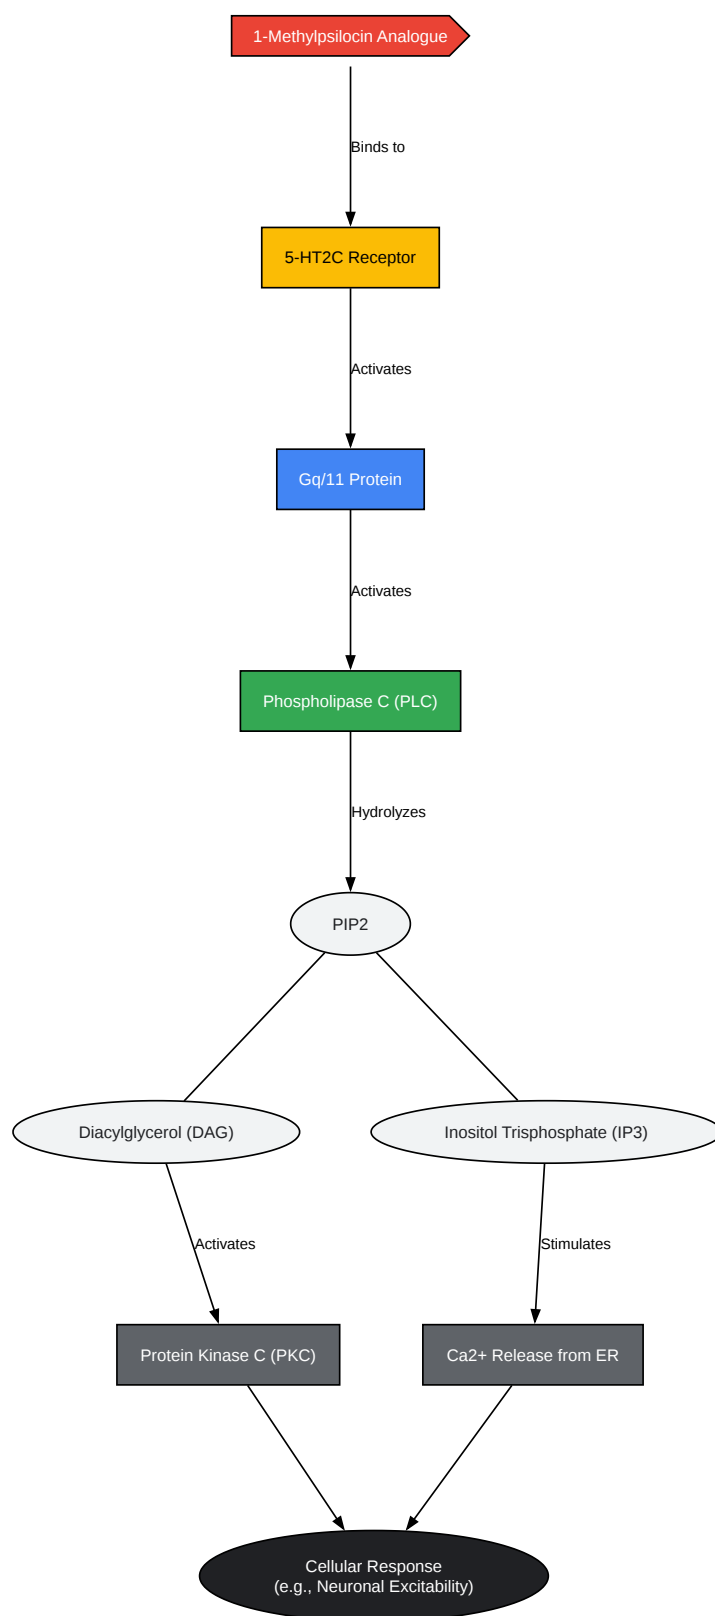 1-Methylpsilocin Analogue
Binds to
5-HT2C Receptor
Activates
Gq/11 Protein
Activates
Phospholipase C (PLC)
Hydrolyzes
PIP2
Diacylglycerol (DAG)
Inositol Trisphosphate (IP3)
Activates
Stimulates
Protein Kinase C (PKC)
Ca2+ Release from ER
Cellular Response
(e.g., Neuronal Excitability)